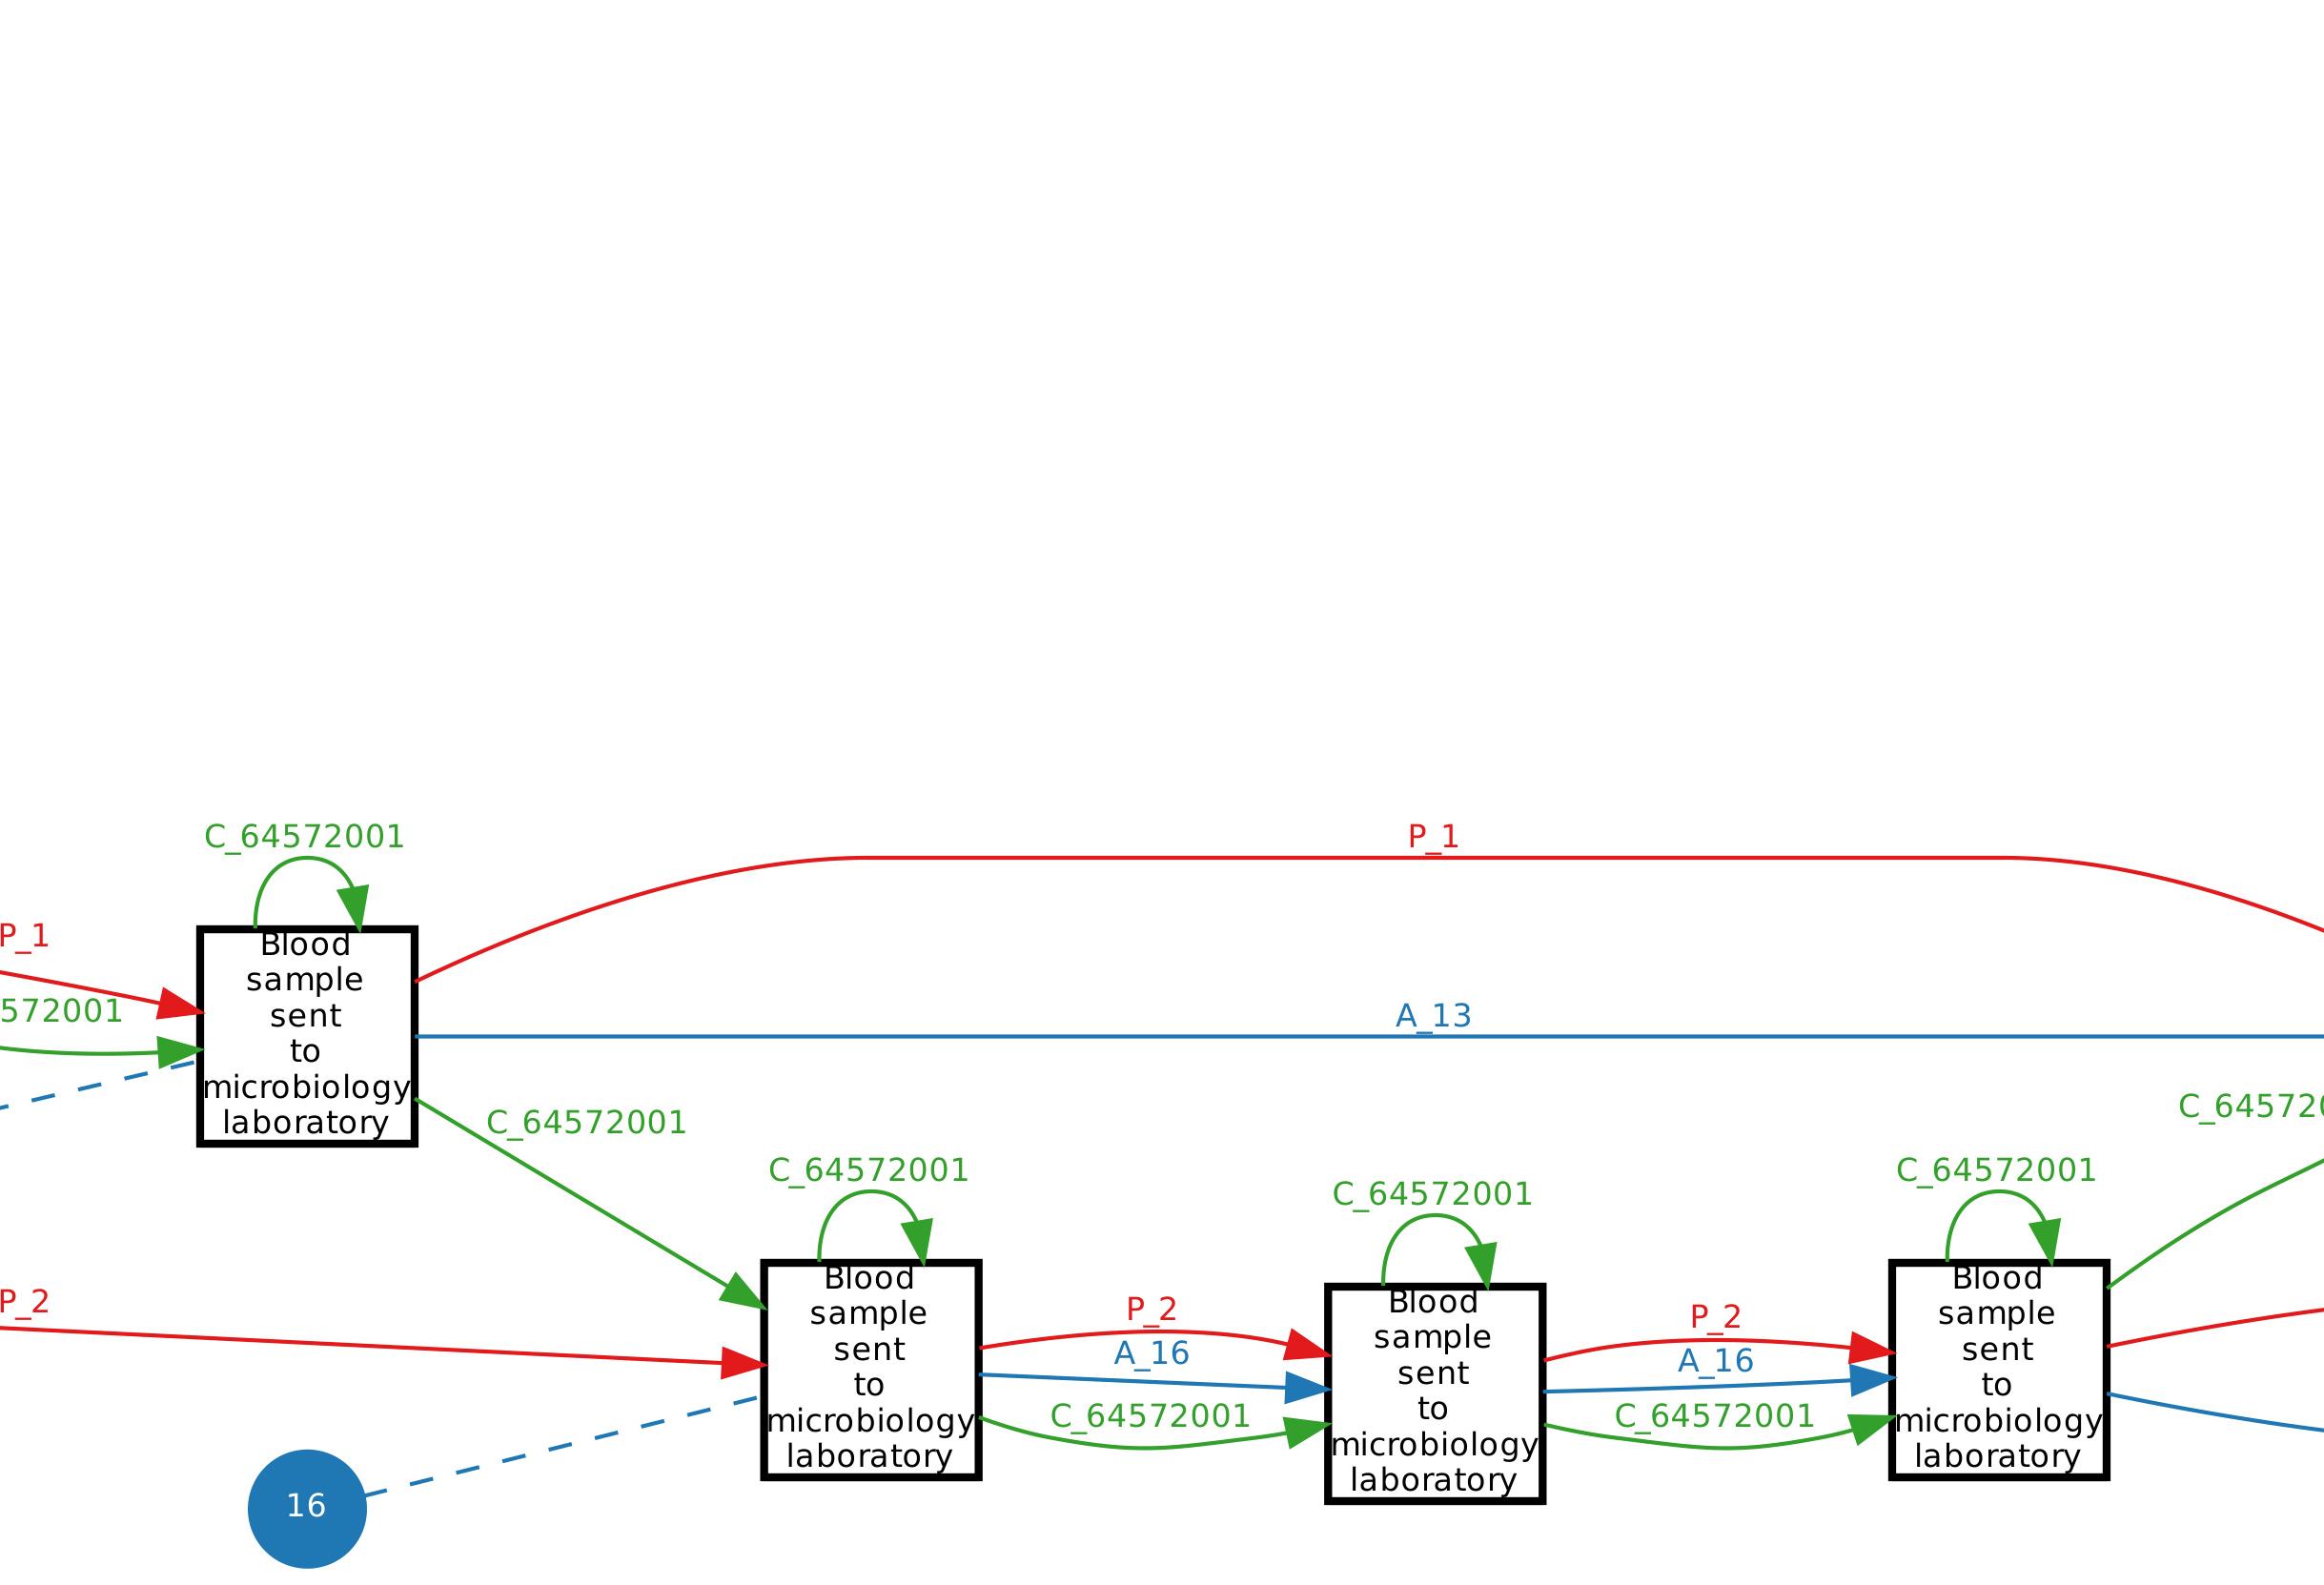 C_64572001
P_1
P_1
Blood
sample
sent
to
microbiology
laboratory
572001
A_13
C_64572001
C_645720
C_64572001
C_64572001
C_64572001
P_2
Blood
sample
sent
to
microbiology
laboratory
P_2
A_16
C_64572001
Blood
sample
sent
to
microbiology
laboratory
P_2
A_16
C_64572001
Blood
sample
sent
to
microbiology
laboratory
16